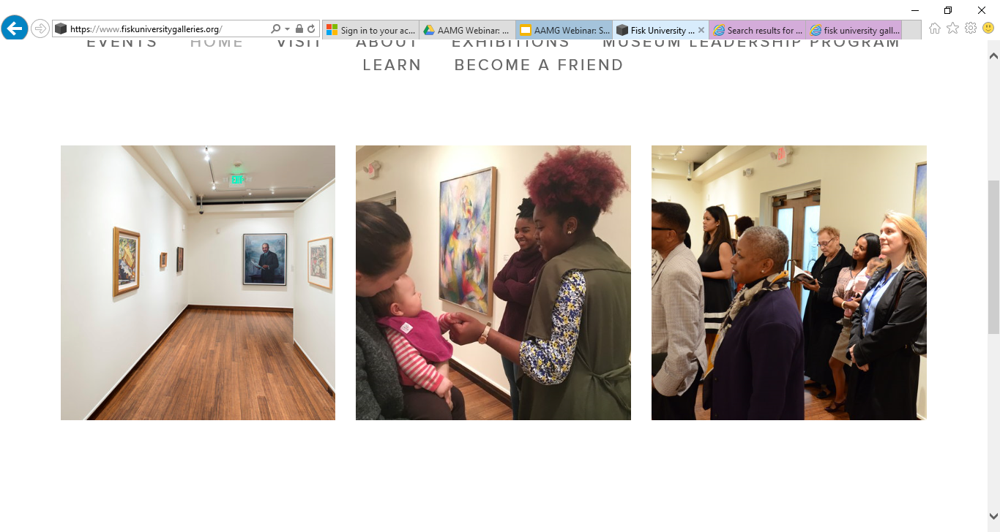 https://www.fiskuniversitygalleries.org/
Sign in to your ac...
AAMG Webinar: ...
AAMG Webinar: S...
Fisk University ...
Search results for ...
fisk university gall...
EVENTS HOME VISIT ABOUT EXHIBITIONS MUSEUM LEADERSHIP PROGRAM
LEARN BECOME A FRIEND
EXIT